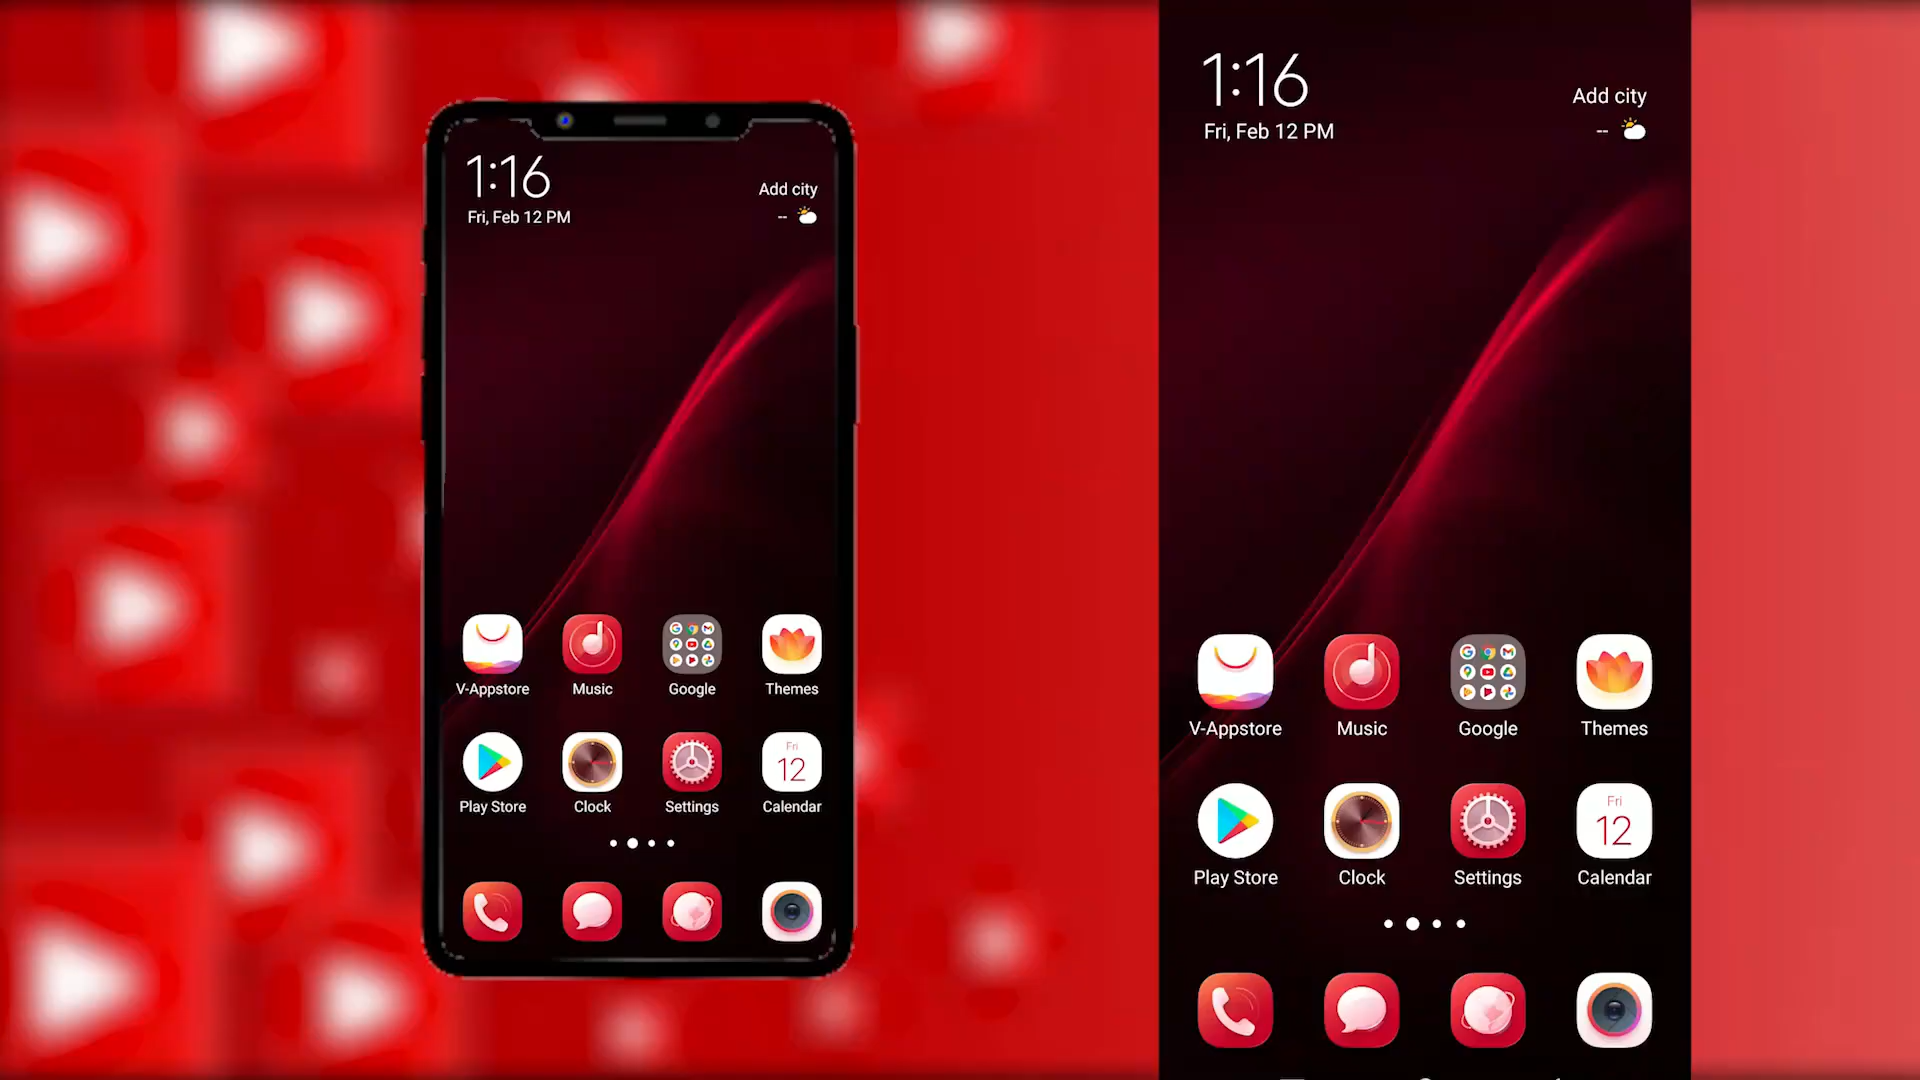 1:16
Add city
Fri, Feb 12 PM
--
V-Appstore Music Google Themes
Fri
12
Play Store Clock Settings Calendar
1:16
Add city
Fri, Feb 12 PM
--
V-Appstore Music Google Themes
Fri
12
Play Store Clock Settings Calendar